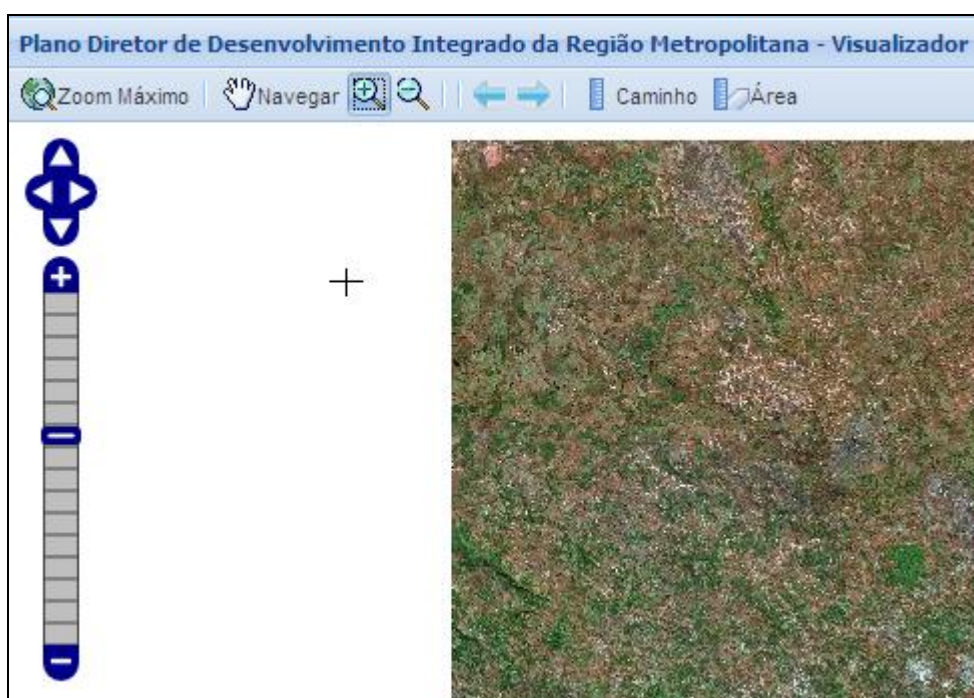 Plano Diretor de Desenvolvimento Integrado da Região Metropolitana - Visualizador
Zoom Máximo Navegar Caminho Área